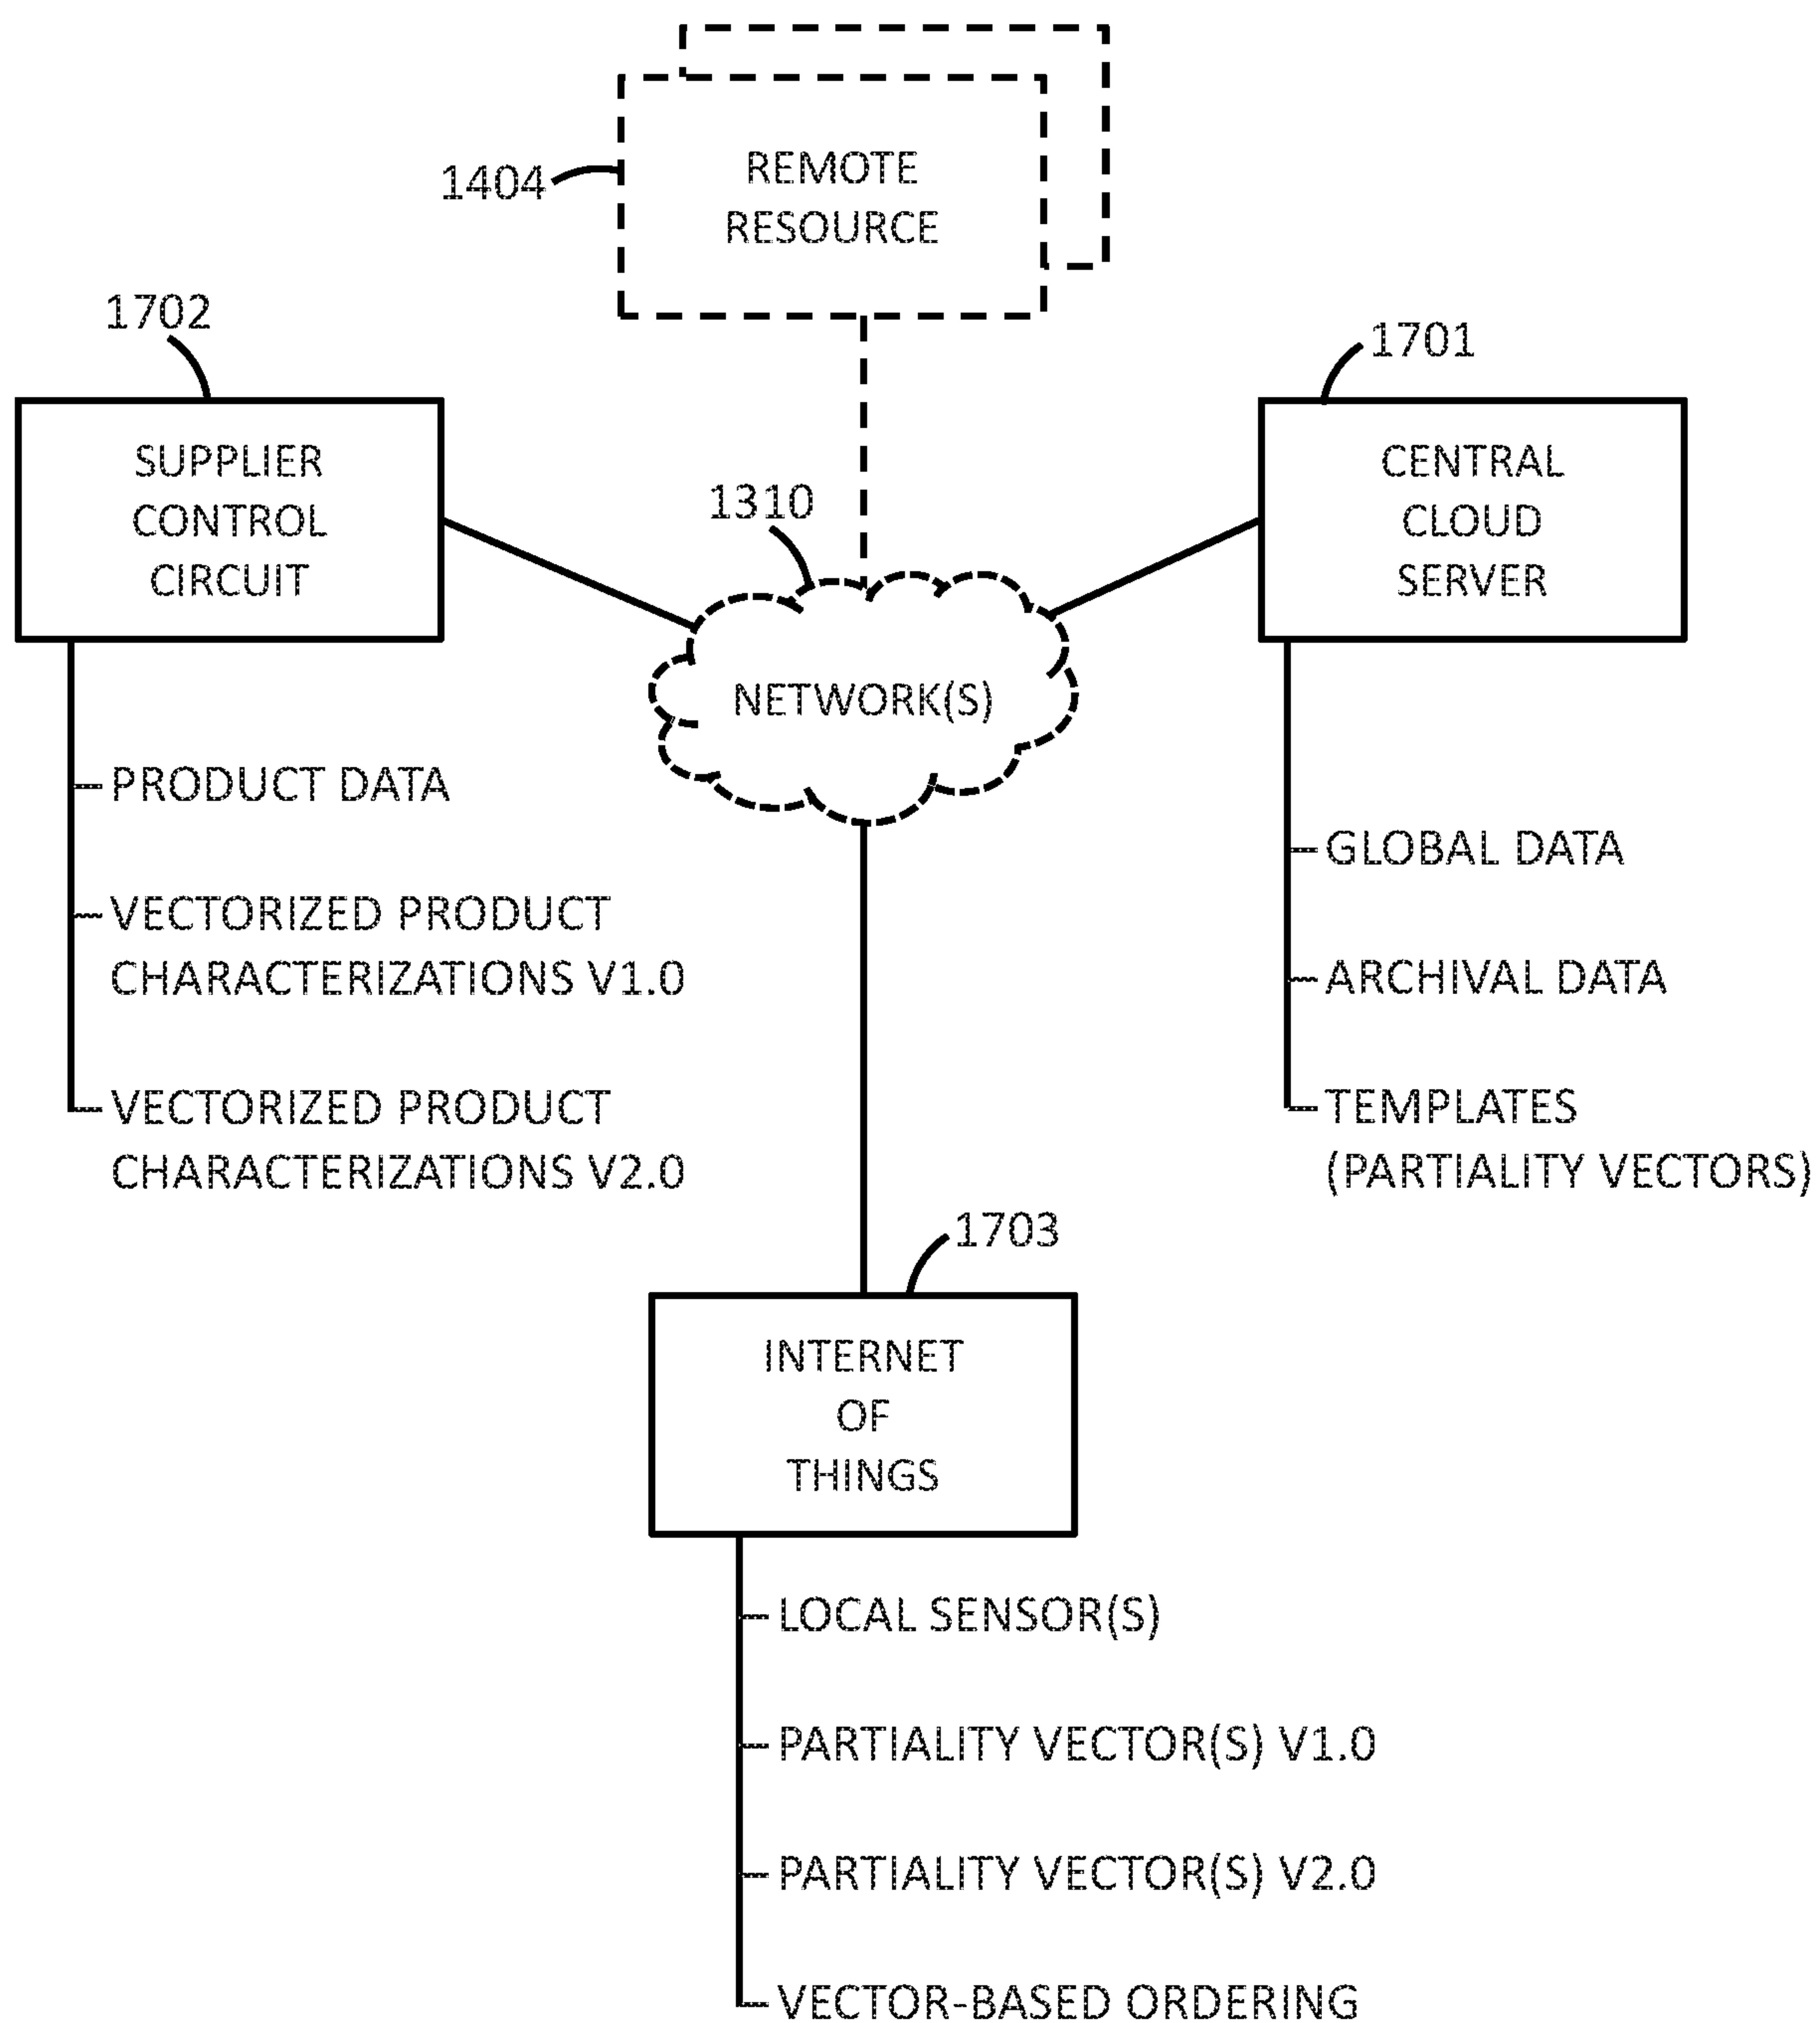 1404
REMOTE
RESOURCE
1702
SUPPLIER
CONTROL
CIRCUIT
1701
CENTRAL
CLOUD
SERVER
1310
NETWORK(S)
PRODUCT DATA
VECTORIZED PRODUCT
CHARACTERIZATIONS V1.0
VECTORIZED PRODUCT
CHARACTERIZATIONS V2.0
GLOBAL DATA
ARCHIVAL DATA
TEMPLATES
(PARTIALITY VECTORS)
1703
INTERNET
OF
THINGS
LOCAL SENSOR(S)
PARTIALITY VECTOR(S) V1.0
PARTIALITY VECTOR(S) V2.0
VECTOR-BASED ORDERING